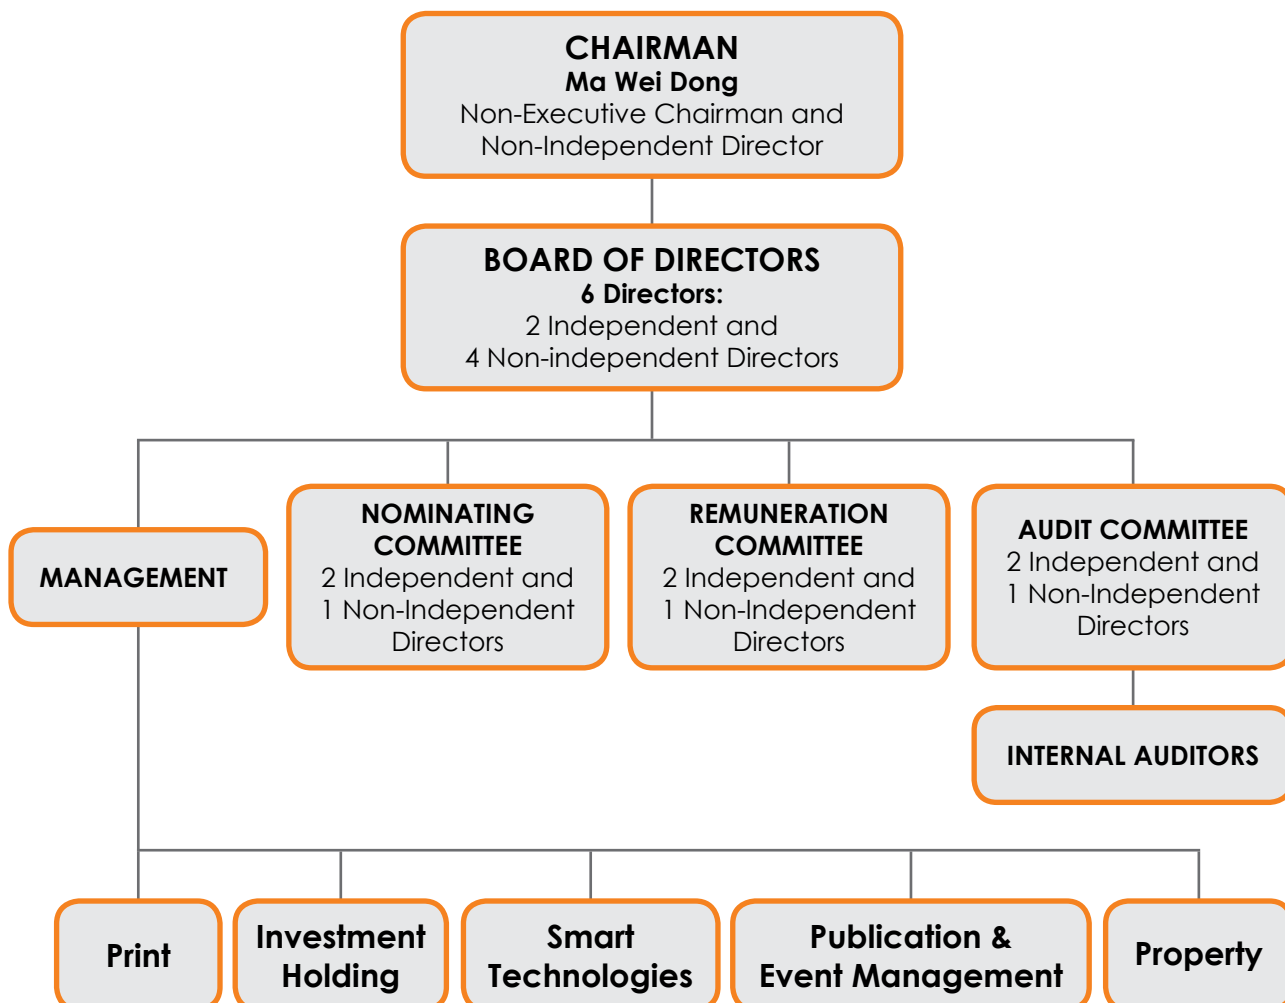 CHAIRMAN
Ma Wei Dong
Non-Executive Chairman and
Non-Independent Director
BOARD OF DIRECTORS
6 Directors:
2 Independent and
4 Non-independent Directors
MANAGEMENT
NOMINATING
COMMITTEE
2 Independent and
1 Non-Independent
Directors
REMUNERATION
COMMITTEE
2 Independent and
1 Non-Independent
Directors
AUDIT COMMITTEE
2 Independent and
1 Non-Independent
Directors
INTERNAL AUDITORS
Print
Investment
Holding
Smart
Technologies
Publication &
Event Management
Property